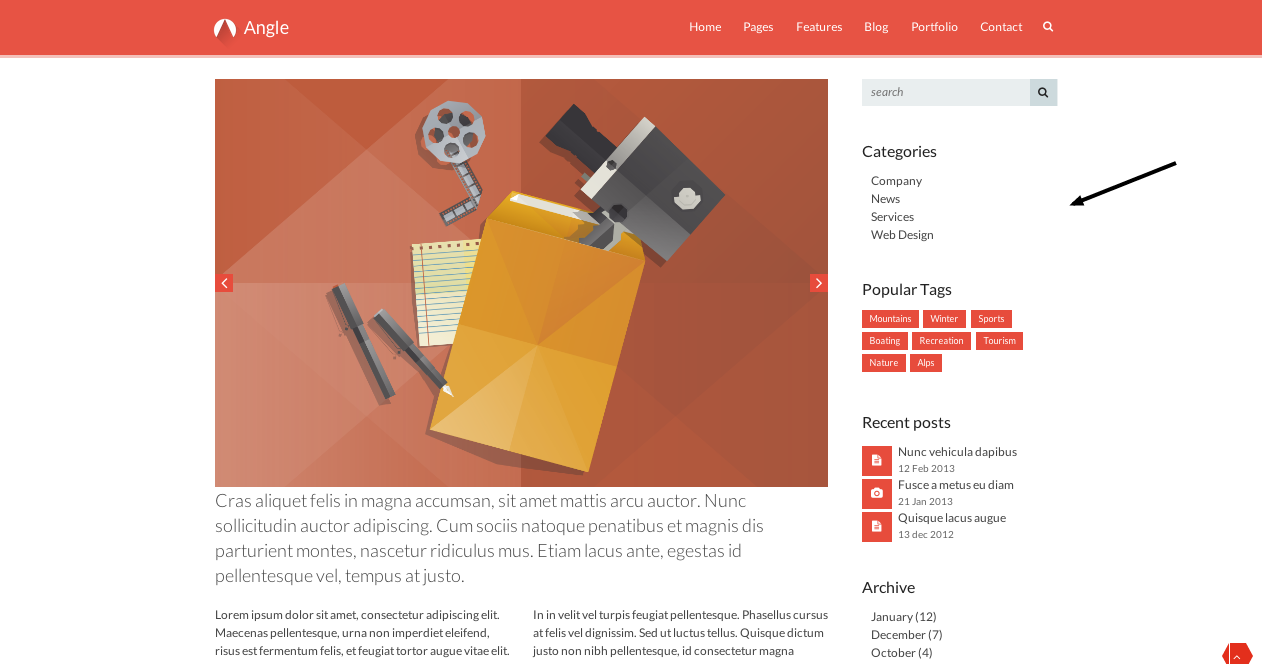 Angle
Home Pages Features Blog Portfolio Contact
search
Categories
Company
News
Services
Web Design
Popular Tags
Mountains Winter Sports
Boating Recreation Tourism
Nature Alps
Recent posts
Nunc vehicula dapibus
12 Feb 2013
Fusce a metus eu diam
21 Jan 2013
Quisque lacus augue
13 dec 2012
Archive
January (12)
December (7)
October (4)
Cras aliquet felis in magna accumsan, sit amet mattis arcu auctor. Nunc
sollicitudin auctor adipiscing. Cum sociis natoque penatibus et magnis dis
parturient montes, nascetur ridiculus mus. Etiam lacus ante, egestas id
pellentesque vel, tempus at justo.
Lorem ipsum dolor sit amet, consectetur adipiscing elit.
Maecenas pellentesque, urna non imperdiet eleifend,
risus est fermentum felis, et feugiat tortor augue vitae elit.
In in velit vel turpis feugiat pellentesque. Phasellus cursus
at felis vel dignissim. Sed ut luctus tellus. Quisque dictum
justo non nibh pellentesque, id consectetur magna